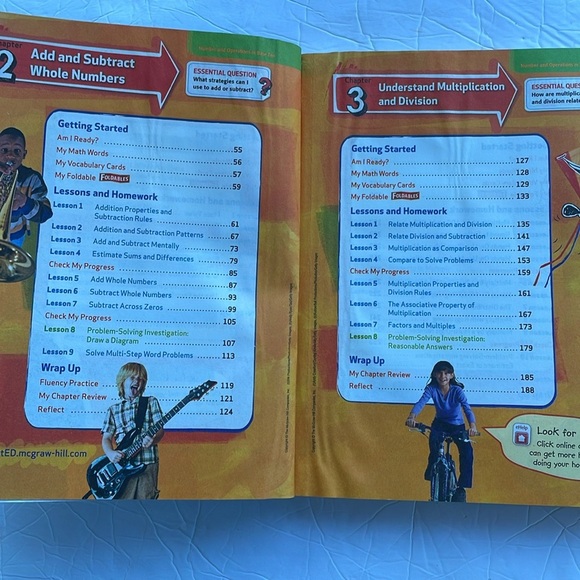 Chapter
2
Add and Subtract
Whole Numbers
ESSENTIAL QUESTION
What strategies can I
use to add or subtract?
Getting Started
Am I Ready? 55
My Math Words 56
My Vocabulary Cards 57
My Foldable FOLDABLES 59
Lessons and Homework
Lesson 1 Addition Properties and
Subtraction Rules 61
Lesson 2 Addition and Subtraction Patterns 67
Lesson 3 Add and Subtract Mentally 73
Lesson 4 Estimate Sums and Differences 79
Check My Progress 85
Lesson 5 Add Whole Numbers 87
Lesson 6 Subtract Whole Numbers 93
Lesson 7 Subtract Across Zeros 99
Check My Progress 105
Lesson 8 Problem-Solving Investigation:
Draw a Diagram 107
Lesson 9 Solve Multi-Step Word Problems 113
Wrap Up
Fluency Practice 119
My Chapter Review 121
Reflect 124
tED.mcgraw-hill.com
Chapter
3
Understand Multiplication
and Division
ESSENTIAL QUES
How are multiplic
and division relate
Getting Started
Am I Ready? 127
My Math Words 128
My Vocabulary Cards 129
My Foldable FOLDABLES 133
Lessons and Homework
Lesson 1 Relate Multiplication and Division 135
Lesson 2 Relate Division and Subtraction 141
Lesson 3 Multiplication as Comparison 147
Lesson 4 Compare to Solve Problems 153
Check My Progress 159
Lesson 5 Multiplication Properties and
Division Rules 161
Lesson 6 The Associative Property of
Multiplication 167
Lesson 7 Factors and Multiples 173
Lesson 8 Problem-Solving Investigation:
Reasonable Answers 179
Wrap Up
My Chapter Review 185
Reflect 188
eHelp
Look for
Click online
can get more h
doing your ho